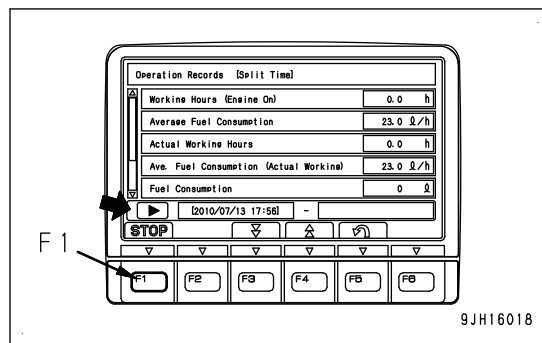 Operation Records [Split Time]
Working Hours (Engine On) 0.0 h
Average Fuel Consumption 23.0 ℓ/h
Actual Working Hours 0.0 h
Ave. Fuel Consumption (Actual Working) 23.0 ℓ/h
Fuel Consumption 0 ℓ
[2010/07/13 17:56] -
STOP
F1
F1 F2 F3 F4 F5 F6
9JH16018